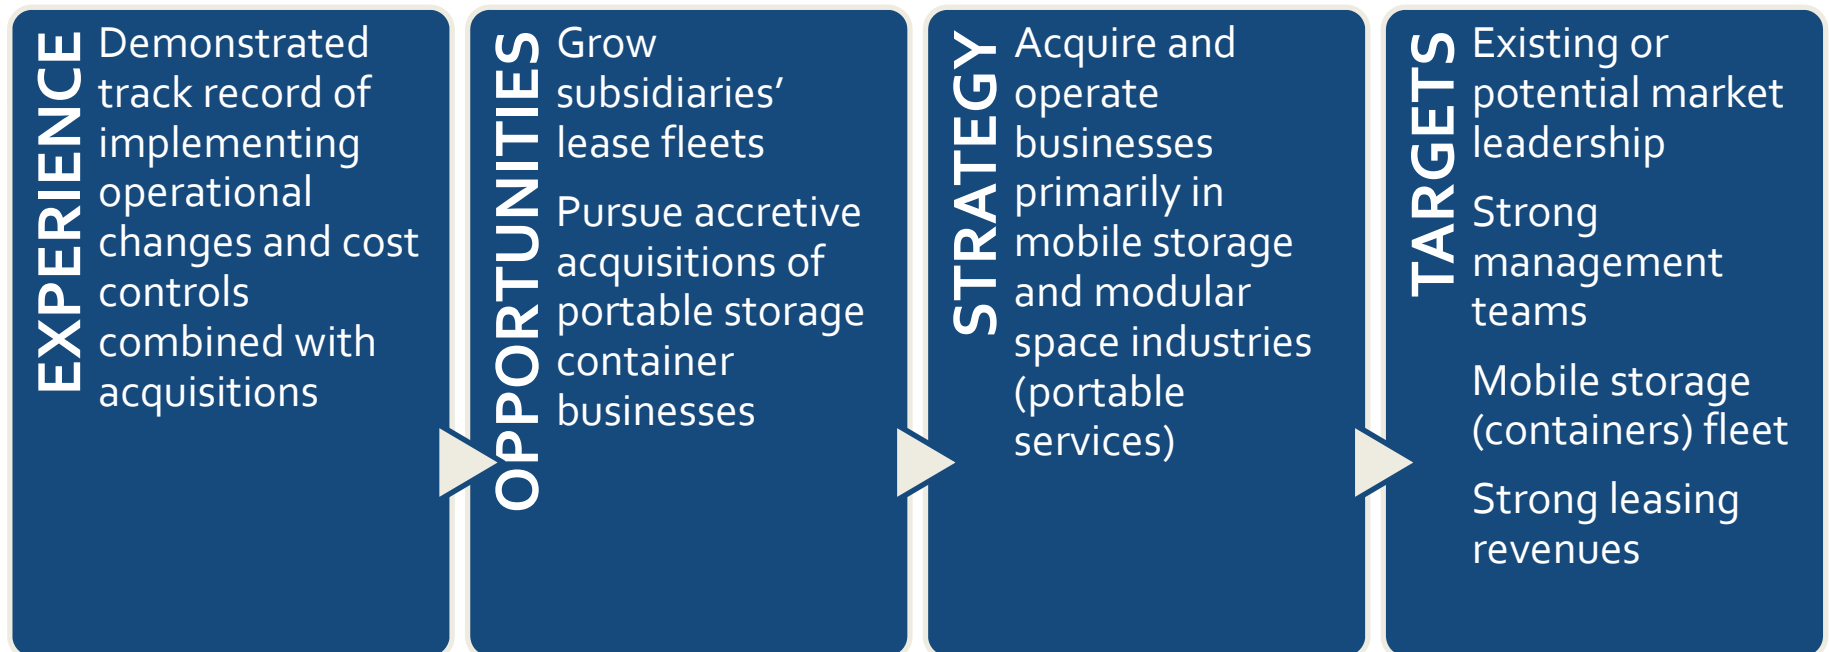 EXPERIENCE
Demonstrated
track record of
implementing
operational
changes and cost
controls
combined with
acquisitions
OPPORTUNITIES
Grow
subsidiaries’
lease fleets
Pursue accretive
acquisitions of
portable storage
container
businesses
STRATEGY
Acquire and
operate
businesses
primarily in
mobile storage
and modular
space industries
(portable
services)
TARGETS
Existing or
potential market
leadership
Strong
management
teams
Mobile storage
(containers) fleet
Strong leasing
revenues